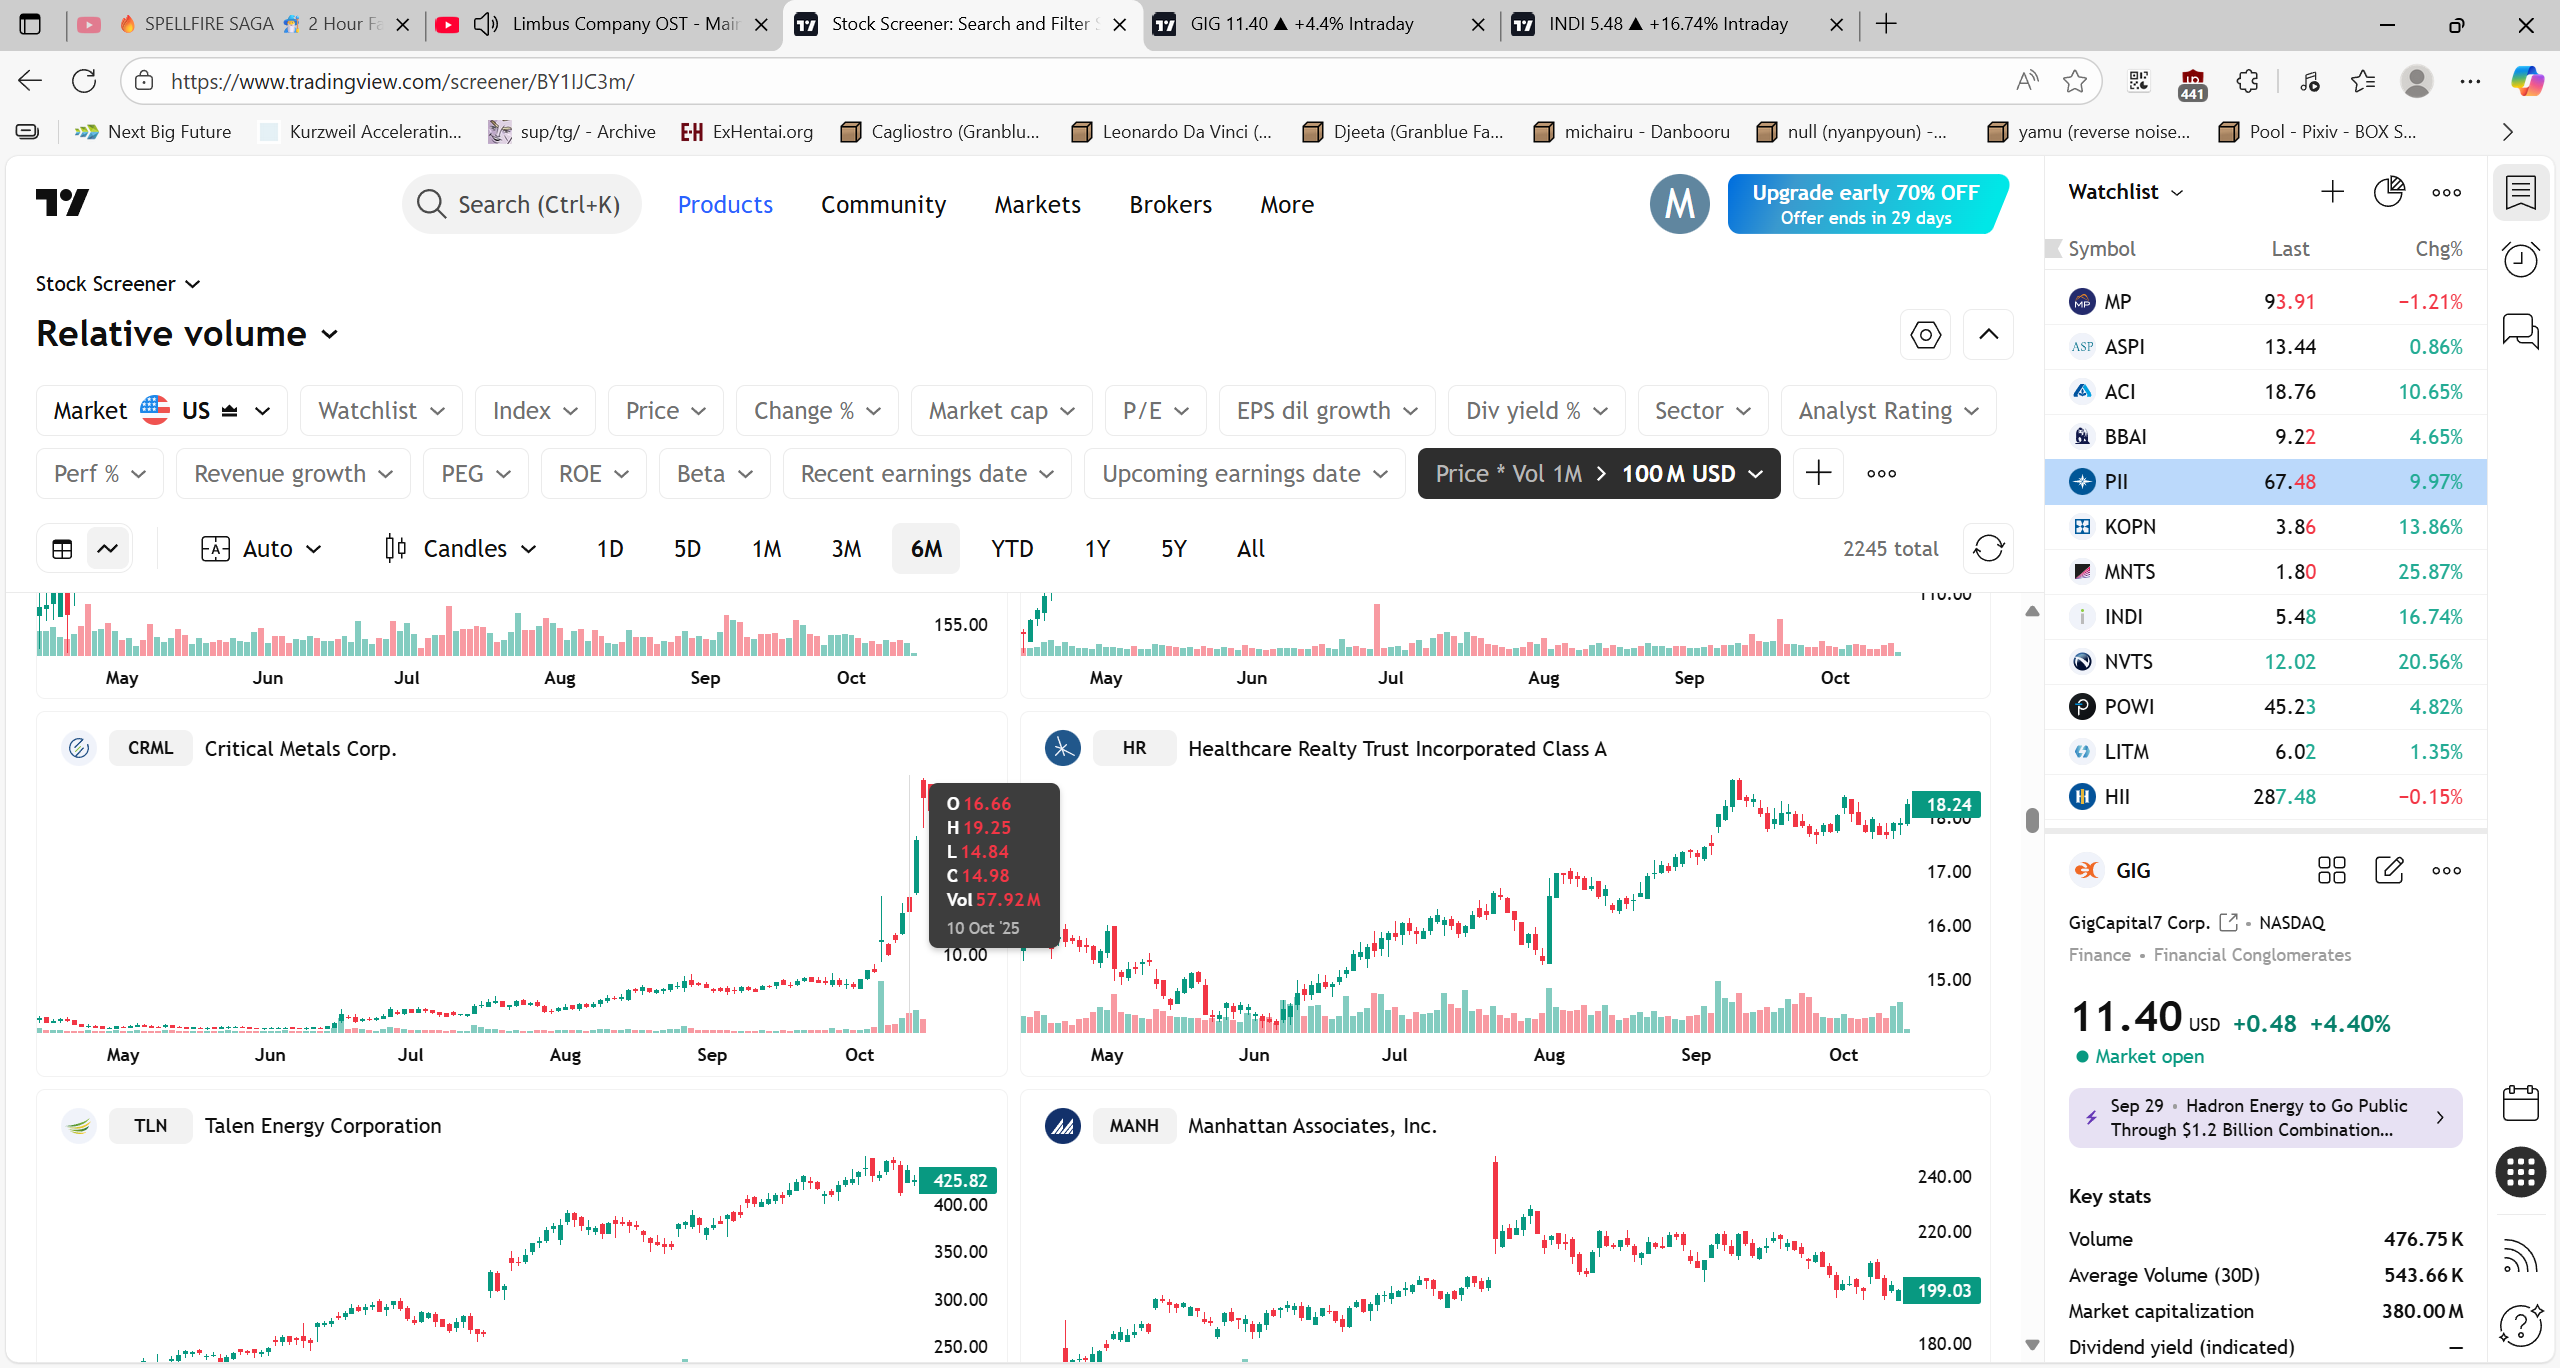 🔥 SPELLFIRE SAGA 🧙 2 Hour Fa
Limbus Company OST - Mair
Stock Screener: Search and Filter S
GIG 11.40 ▲ +4.4% Intraday
INDI 5.48 ▲ +16.74% Intraday
https://www.tradingview.com/screener/BY1IJC3m/
441
Next Big Future
Kurzweil Acceleratin...
sup/tg/ - Archive
E-H ExHentai.org
Cagliostro (Granblu...
Leonardo Da Vinci (...
Djeeta (Granblue Fa...
michairu - Danbooru
null (nyanpyoun) -...
yamu (reverse noise...
Pool - Pixiv - BOX S...
Search (Ctrl+K)
Products
Community
Markets
Brokers
More
M
Upgrade early 70% OFF
Offer ends in 29 days
Stock Screener
Relative volume
Market US
Watchlist
Index
Price
Change %
Market cap
P/E
EPS dil growth
Div yield %
Sector
Analyst Rating
Perf %
Revenue growth
PEG
ROE
Beta
Recent earnings date
Upcoming earnings date
Price * Vol 1M > 100 M USD
Auto
Candles
1D 5D 1M 3M 6M YTD 1Y 5Y All
2245 total
155.00
May Jun Jul Aug Sep Oct
110.00
May Jun Jul Aug Sep Oct
CRML Critical Metals Corp.
O 16.66
H 19.25
L 14.84
C 14.98
Vol 57.92 M
10 Oct '25
10.00
May Jun Jul Aug Sep Oct
HR Healthcare Realty Trust Incorporated Class A
18.24
18.00
17.00
16.00
15.00
May Jun Jul Aug Sep Oct
TLN Talen Energy Corporation
425.82
400.00
350.00
300.00
250.00
MANH Manhattan Associates, Inc.
240.00
220.00
199.03
180.00
Watchlist
Symbol Last Chg%
MP 93.91 −1.21%
ASP ASPI 13.44 0.86%
ACI 18.76 10.65%
BBAI 9.22 4.65%
PII 67.48 9.97%
KOPN 3.86 13.86%
MNTS 1.80 25.87%
INDI 5.48 16.74%
NVTS 12.02 20.56%
POWI 45.23 4.82%
LITM 6.02 1.35%
HII 287.48 −0.15%
GIG
GigCapital7 Corp. • NASDAQ
Finance • Financial Conglomerates
11.40 USD +0.48 +4.40%
Market open
Sep 29 • Hadron Energy to Go Public
Through $1.2 Billion Combination...
Key stats
Volume 476.75 K
Average Volume (30D) 543.66 K
Market capitalization 380.00 M
Dividend yield (indicated) —